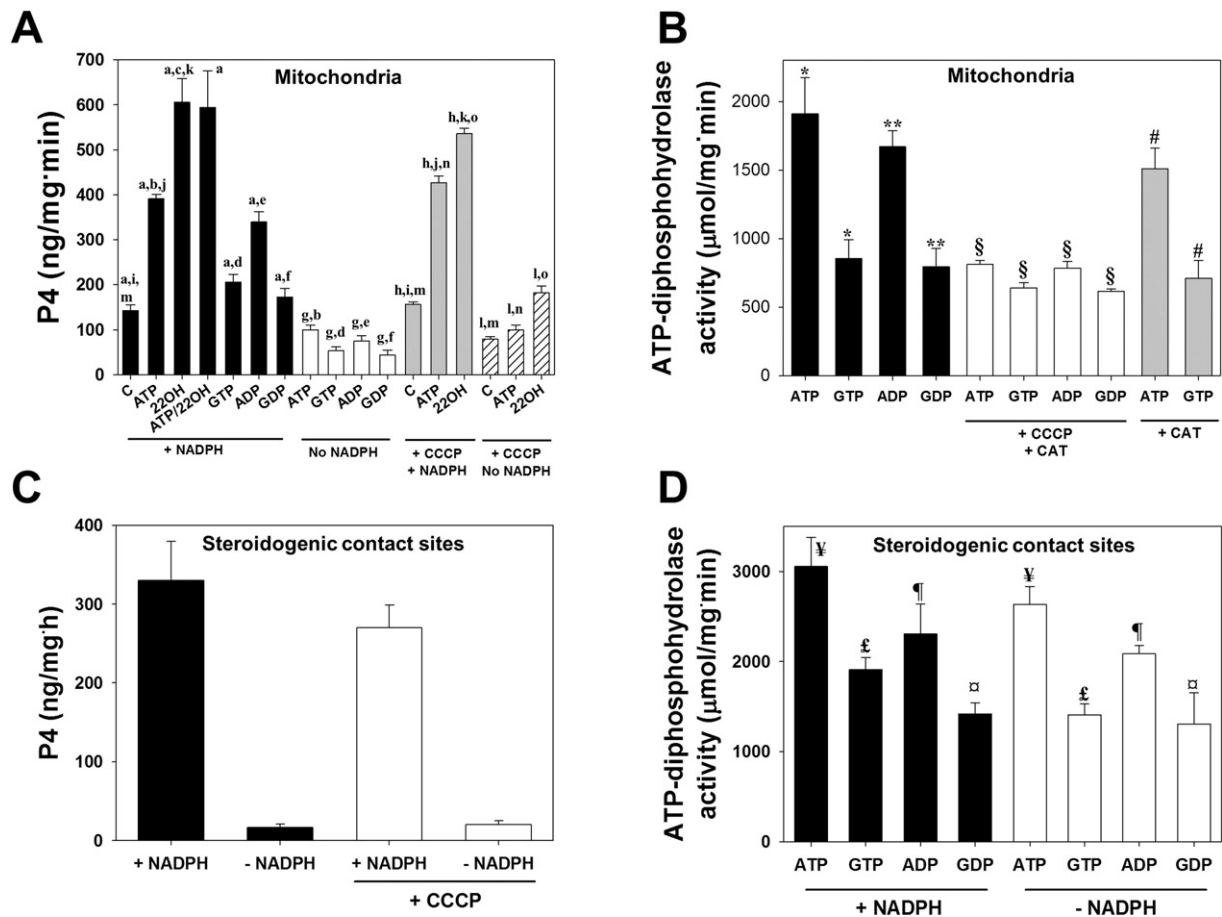 A
P4 (ng/mg·min)
700
600
500
400
300
200
100
0
Mitochondria
a,i,
m
a,b,j
a,c,k
a
a,d
a,e
a,f
g,b
g,d
g,e
g,f
h,i,m
h,j,n
h,k,o
l,m
l,n
l,o
C
ATP
22OH
ATP/22OH
GTP
ADP
GDP
ATP
GTP
ADP
GDP
C
ATP
22OH
C
ATP
22OH
+ NADPH
No NADPH
+ CCCP
+ NADPH
+ CCCP
No NADPH
B
ATP-diphosphohydrolase
activity (μmol/mg·min)
2000
1500
1000
500
0
Mitochondria
*
*
**
**
§
§
§
§
#
#
ATP
GTP
ADP
GDP
ATP
GTP
ADP
GDP
ATP
GTP
+ CCCP
+ CAT
+ CAT
C
P4 (ng/mg·h)
400
300
200
100
0
Steroidogenic contact sites
+ NADPH
- NADPH
+ NADPH
- NADPH
+ CCCP
D
ATP-diphosphohydrolase
activity (μmol/mg·min)
3000
2000
1000
0
Steroidogenic contact sites
¥
£
¶
¤
¥
£
¶
¤
ATP
GTP
ADP
GDP
ATP
GTP
ADP
GDP
+ NADPH
- NADPH